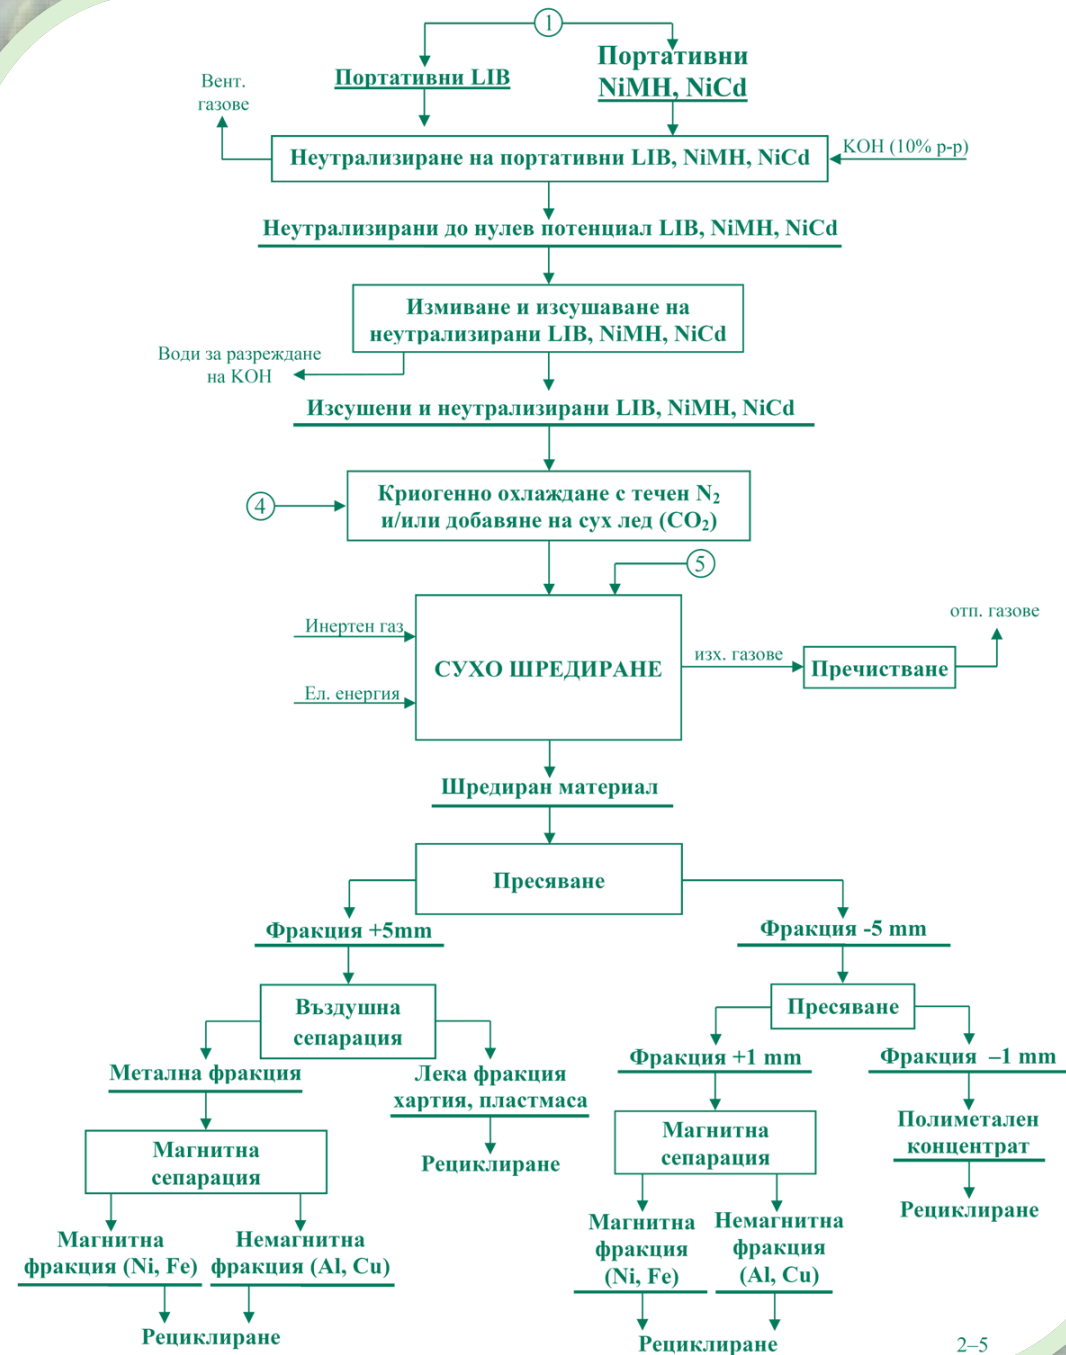 1
Портативни LIB
Портативни
NiMH, NiCd
Вент.
газове
Неутрализиране на портативни LIB, NiMH, NiCd
KOH (10% р-р)
Неутрализирани до нулев потенциал LIB, NiMH, NiCd
Измиване и изсушаване на
неутрализирани LIB, NiMH, NiCd
Води за разреждане
на KOH
Изсушени и неутрализирани LIB, NiMH, NiCd
4
Криогенно охлаждане с течен N₂
и/или добавяне на сух лед (CO₂)
5
Инертен газ
Ел. енергия
СУХО ШРЕДИРАНЕ
изх. газове
Пречистване
отп. газове
Шредиран материал
Пресяване
Фракция +5mm
Фракция -5 mm
Въздушна
сепарация
Пресяване
Метална фракция
Лека фракция
хартия, пластмаса
Рециклиране
Фракция +1 mm
Фракция –1 mm
Магнитна
сепарация
Магнитна
сепарация
Полиметален
концентрат
Рециклиране
Магнитна
фракция (Ni, Fe)
Немагнитна
фракция (Al, Cu)
Рециклиране
Магнитна
фракция
(Ni, Fe)
Немагнитна
фракция
(Al, Cu)
Рециклиране
2–5